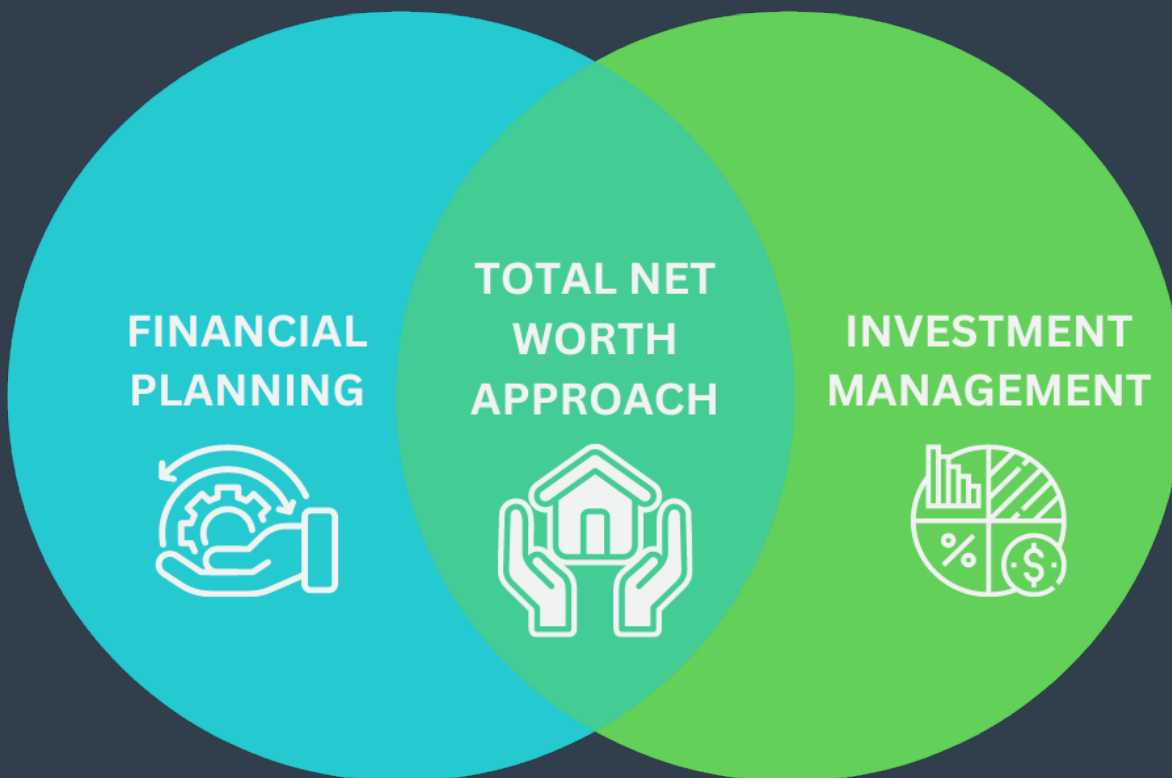 FINANCIAL
PLANNING
TOTAL NET
WORTH
APPROACH
INVESTMENT
MANAGEMENT
%
$